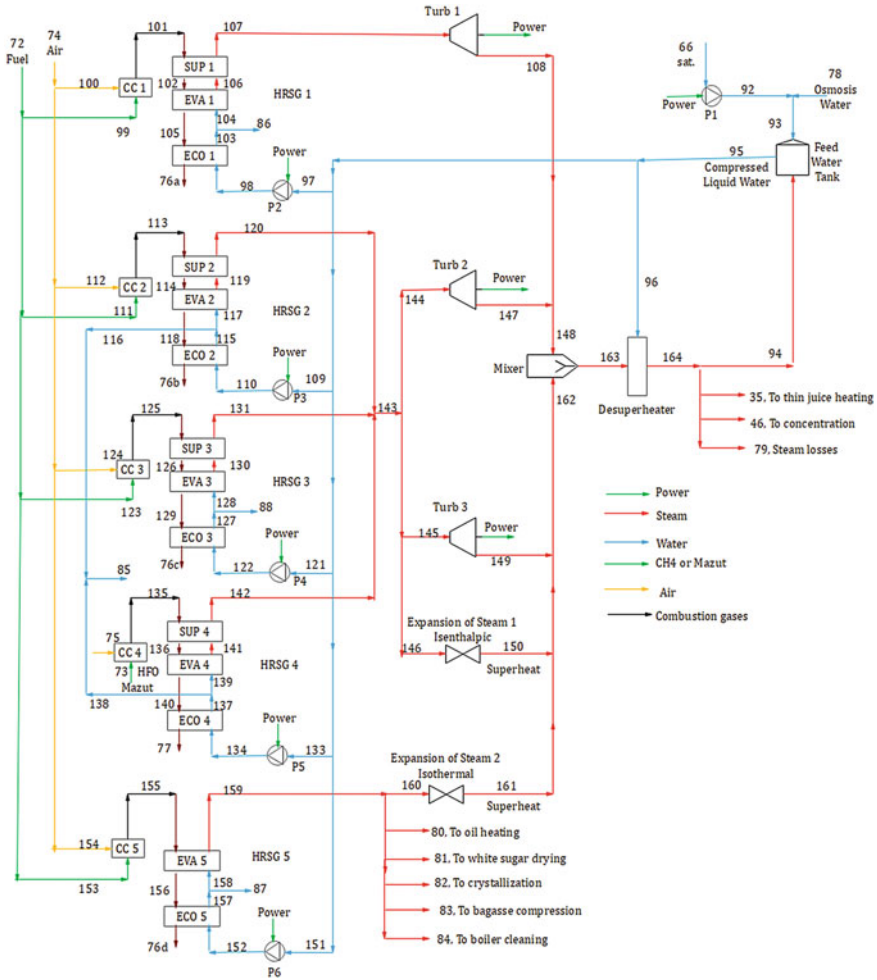 72
Fuel
74
Air
101
107
Turb 1
Power
108
66
sat.
78
Osmosis
Water
100
CC 1
SUP 1
102
106
EVA 1
HRSG 1
99
104
86
105
103
ECO 1
Power
76a
98
97
P2
Power
P1
92
93
95
Compressed
Liquid Water
Feed
Water
Tank
113
120
112
CC 2
SUP 2
114
119
EVA 2
HRSG 2
111
117
116
118
115
ECO 2
Power
76b
110
109
P3
Turb 2
Power
144
147
148
Mixer
163
162
96
164
94
Desuperheater
35, To thin juice heating
46, To concentration
79, Steam losses
125
131
143
124
CC 3
SUP 3
126
130
EVA 3
HRSG 3
123
128
88
129
127
ECO 3
Power
76c
122
121
P4
Turb 3
Power
145
149
Power
Steam
Water
CH4 or Mazut
Air
Combustion gases
85
135
142
75
CC 4
SUP 4
136
141
EVA 4
HRSG 4
73
HFO
Mazut
139
138
140
137
ECO 4
Power
77
134
133
P5
Expansion of Steam 1
Isenthalpic
146
150
Superheat
Expansion of Steam 2
Isothermal
155
159
160
161
Superheat
154
CC 5
EVA 5
HRSG 5
153
156
158
87
157
ECO 5
Power
76d
152
151
P6
80, To oil heating
81, To white sugar drying
82, To crystallization
83, To bagasse compression
84, To boiler cleaning